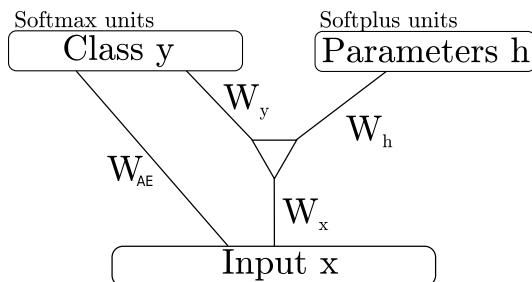 Softmax units
Softplus units
Class y
Parameters h
W_y
W_h
W_AE
W_x
Input x